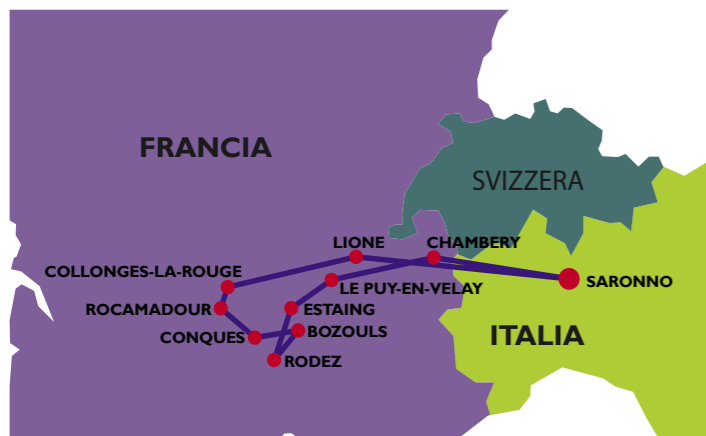 FRANCIA
SVIZZERA
LIONE
CHAMBERY
COLLONGES-LA-ROUGE
SARONNO
LE PUY-EN-VELAY
ROCAMADOUR
ESTAING
CONQUES
BOZOULS
ITALIA
RODEZ